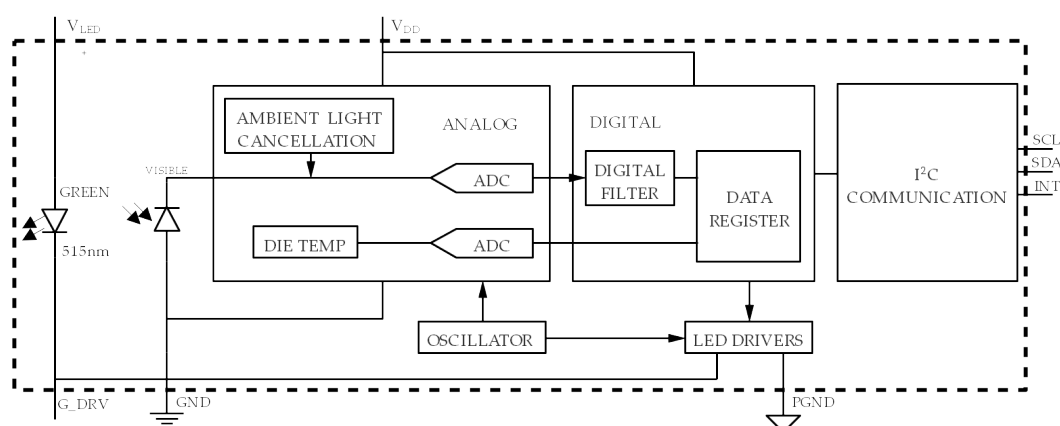 VLED
+
VDD
AMBIENT LIGHT
CANCELLATION
ANALOG
DIGITAL
SCL
SDA
INT
VISIBLE
ADC
DIGITAL
FILTER
I²C
COMMUNICATION
GREEN
DATA
REGISTER
515nm
DIE TEMP
ADC
OSCILLATOR
LED DRIVERS
G_DRV
GND
PGND